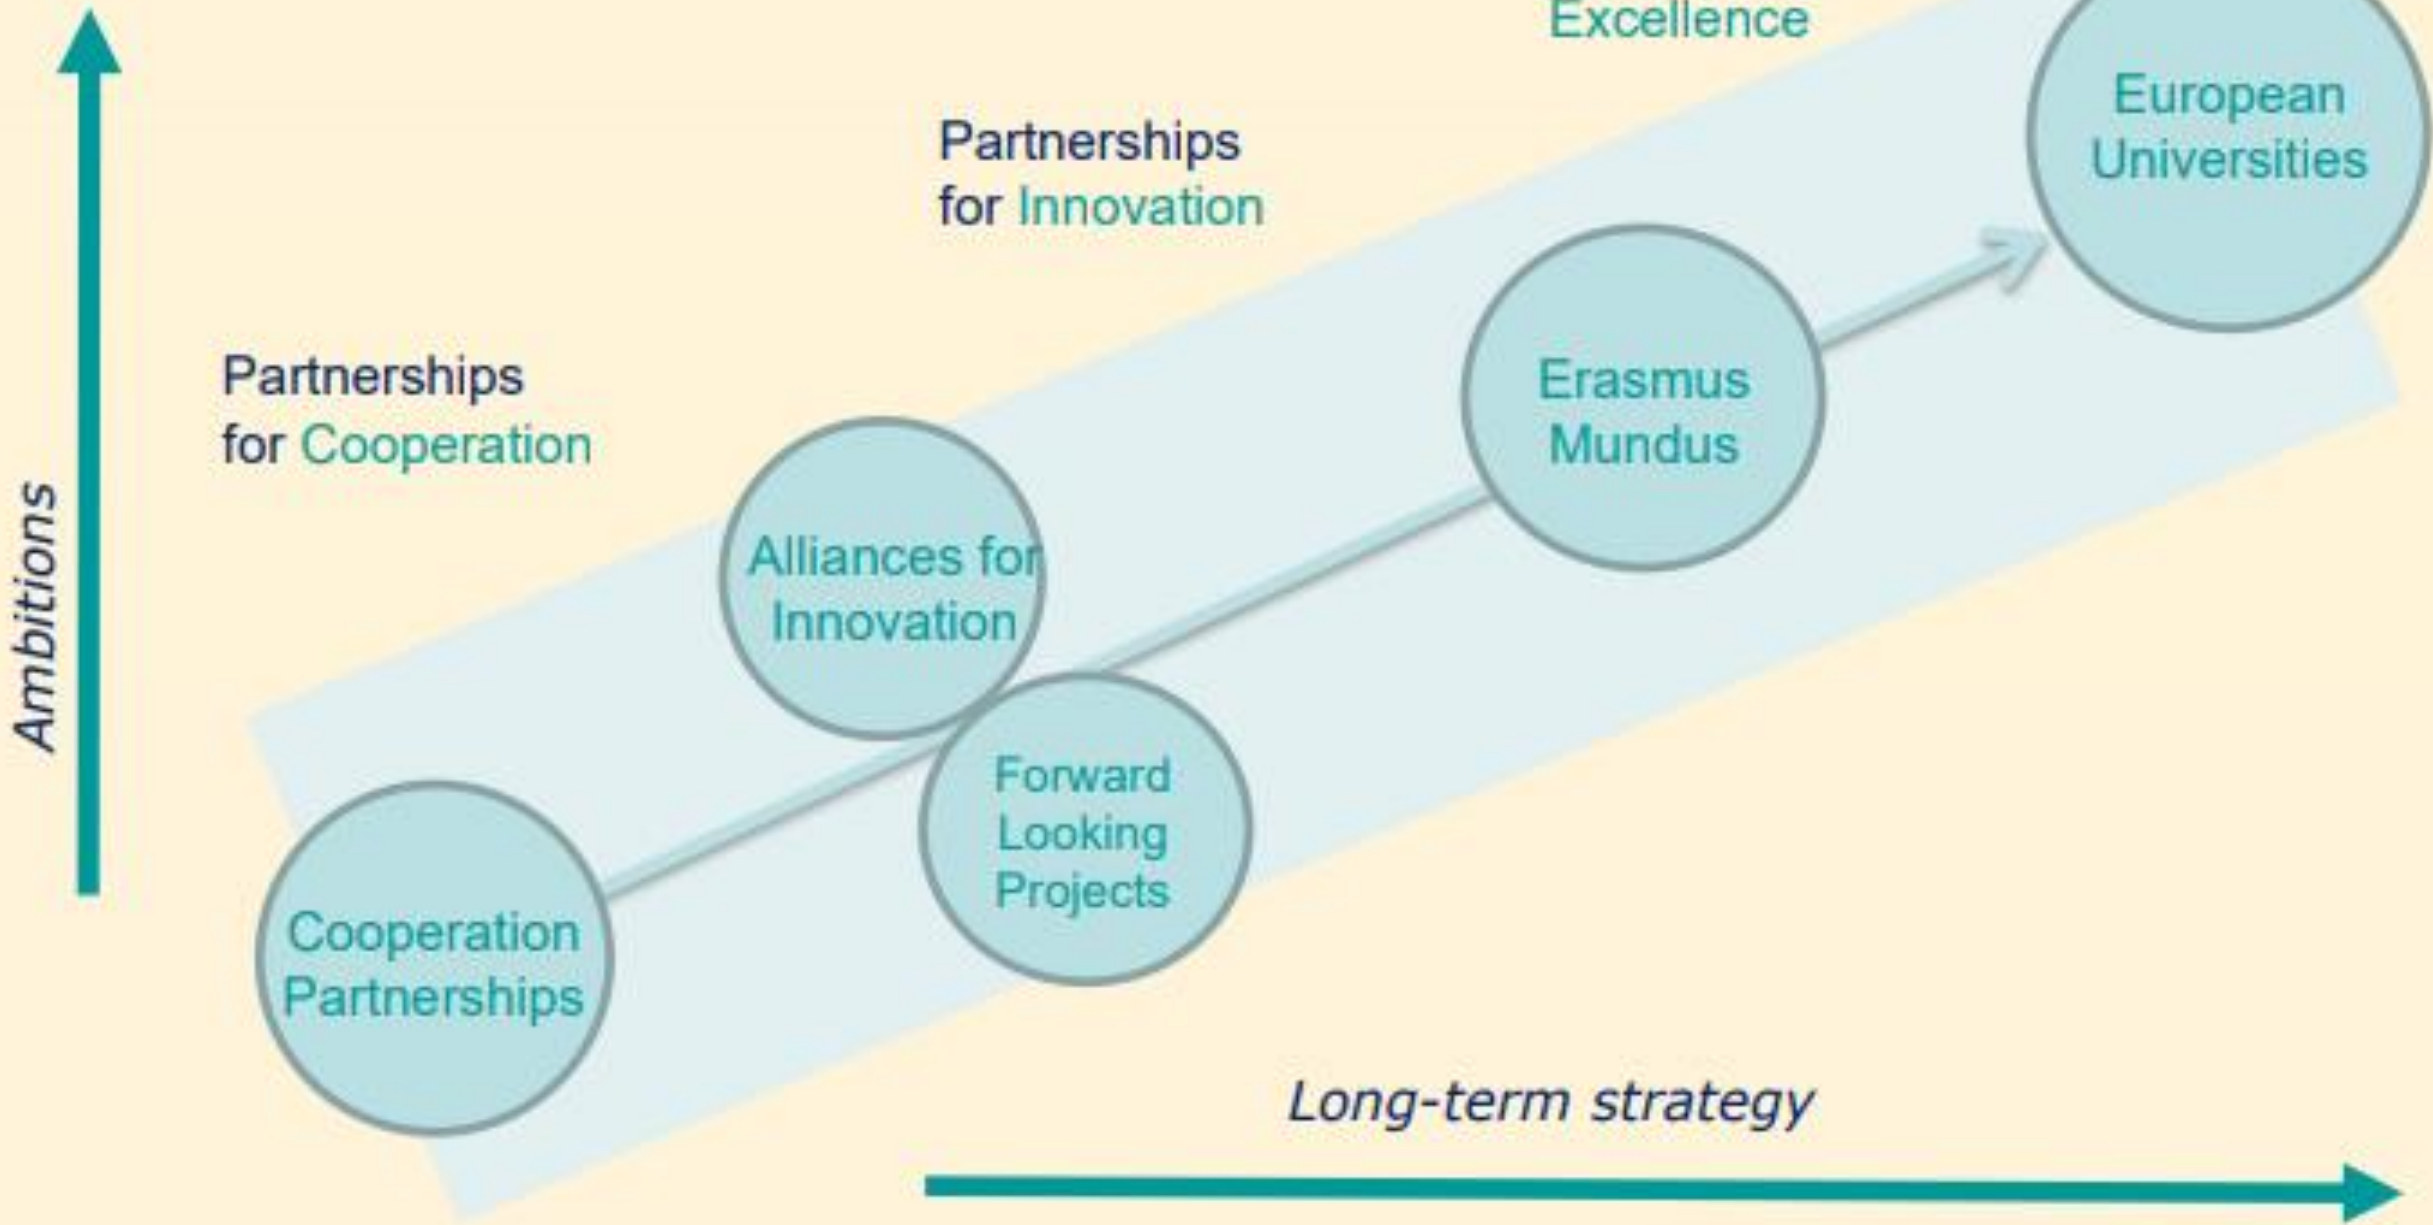 Excellence
European
Universities
Partnerships
for Innovation
Erasmus
Mundus
Partnerships
for Cooperation
Alliances for
Innovation
Forward
Looking
Projects
Cooperation
Partnerships
Ambitions
Long-term strategy